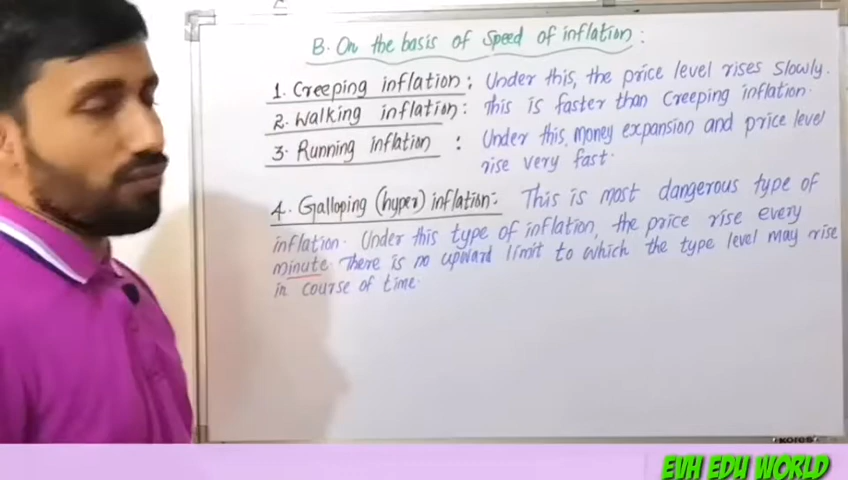 B. On the basis of Speed of inflation:
1. Creeping inflation: Under this, the price level rises slowly.
2. Walking inflation: This is faster than Creeping inflation.
3. Running inflation : Under this, money expansion and price level
rise very fast.
4. Galloping (hyper) inflation: This is most dangerous type of
inflation. Under this type of inflation, the price rise every
minute. There is no upward limit to which the type level may rise
in course of time.
KORES
EVH EDU WORLD